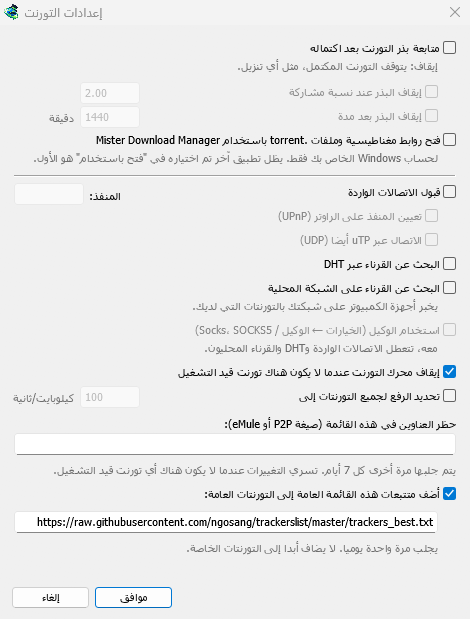 إعدادات التورنت
متابعة بذر التورنت بعد اكتماله
إيقاف: يتوقف التورنت المكتمل، مثل أي تنزيل.
إيقاف البذر عند نسبة مشاركة 2.00
إيقاف البذر بعد مدة 1440 دقيقة
فتح روابط مغناطيسية وملفات .torrent باستخدام Mister Download Manager
لحساب Windows الخاص بك فقط. يظل تطبيق آخر تم اختياره في "فتح باستخدام" هو الأول.
قبول الاتصالات الواردة المنفذ:
تعيين المنفذ على الراوتر (UPnP)
الاتصال عبر uTP أيضا (UDP)
البحث عن القرناء عبر DHT
البحث عن القرناء على الشبكة المحلية
يخبر أجهزة الكمبيوتر على شبكتك بالتورنتات التي لديك.
استخدام الوكيل (الخيارات ← الوكيل / Socks، SOCKS5)
معه، تتعطل الاتصالات الواردة وDHT والقرناء المحليون.
إيقاف محرك التورنت عندما لا يكون هناك تورنت قيد التشغيل
تحديد الرفع لجميع التورنتات إلى 100 كيلوبايت/ثانية
حظر العناوين في هذه القائمة (صيغة P2P أو eMule):
يتم جلبها مرة أخرى كل 7 أيام. تسري التغييرات عندما لا يكون هناك أي تورنت قيد التشغيل.
أضف متتبعات هذه القائمة العامة إلى التورنتات العامة:
https://raw.githubusercontent.com/ngosang/trackerslist/master/trackers_best.txt
يجلب مرة واحدة يوميا. لا يضاف أبدا إلى التورنتات الخاصة.
موافق إلغاء